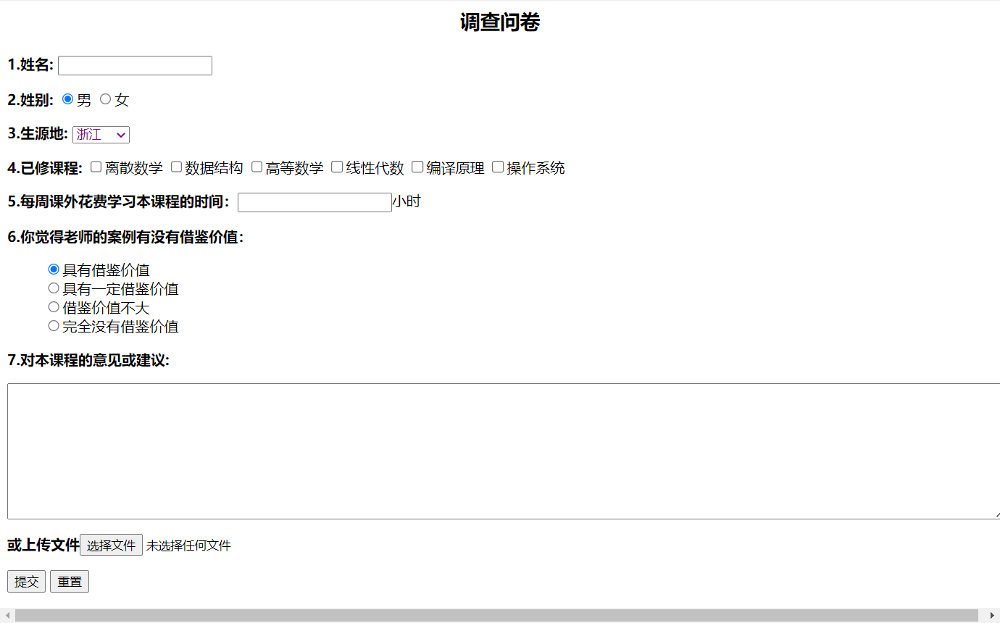 调查问卷
1.姓名:
2.姓别: 男 女
3.生源地: 浙江
4.已修课程: 离散数学 数据结构 高等数学 线性代数 编译原理 操作系统
5.每周课外花费学习本课程的时间： 小时
6.你觉得老师的案例有没有借鉴价值：
具有借鉴价值
具有一定借鉴价值
借鉴价值不大
完全没有借鉴价值
7.对本课程的意见或建议:
或上传文件 选择文件 未选择任何文件
提交 重置